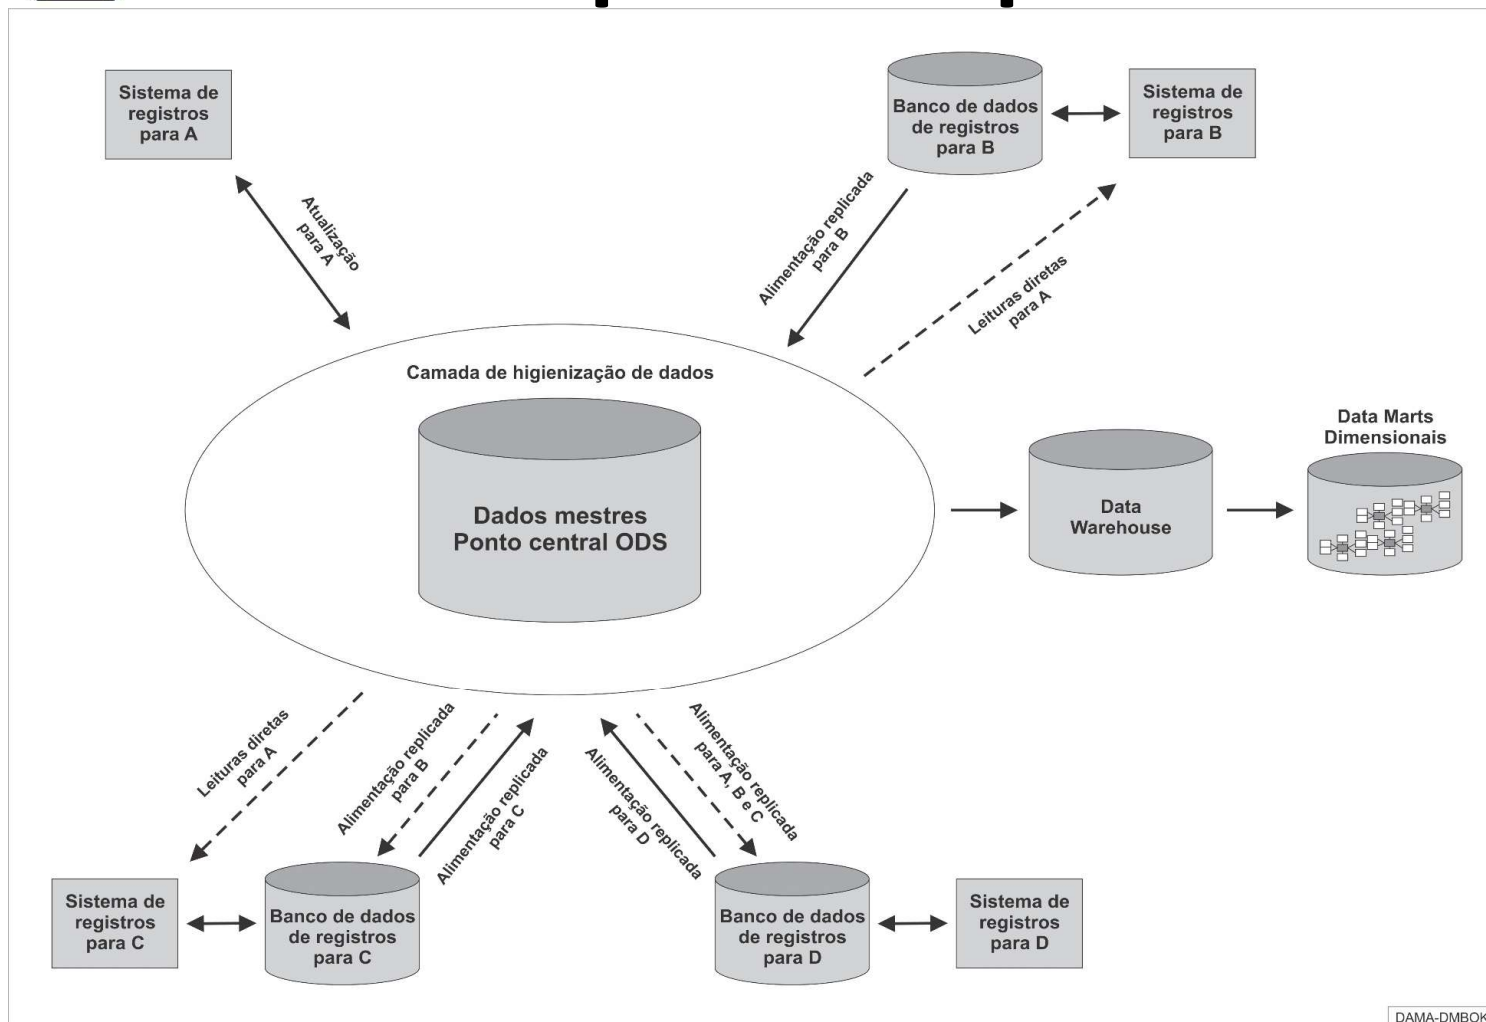 Sistema de
registros
para A
Banco de dados
de registros
para B
Sistema de
registros
para B
Atualização
para A
Alimentação replicada
para B
Leituras diretas
para A
Camada de higienização de dados
Dados mestres
Ponto central ODS
Data
Warehouse
Data Marts
Dimensionais
Leituras diretas
para A
Alimentação replicada
para B
Alimentação replicada
para C
Alimentação replicada
para D
Alimentação replicada
para A, B e C
Sistema de
registros
para C
Banco de dados
de registros
para C
Banco de dados
de registros
para D
Sistema de
registros
para D
DAMA-DMBOK